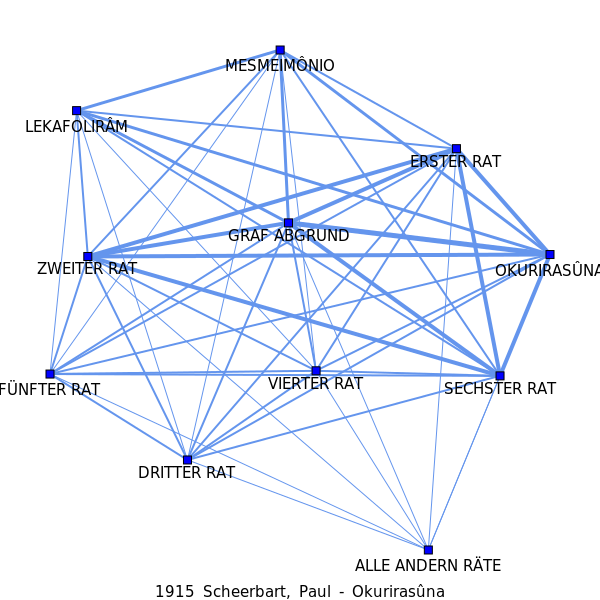 MESMEIMÔNIO
LEKAFÓLIRÂM
ERSTER RAT
GRAF ABGRUND
ZWEITER RAT
OKURIRASÛNA
FÜNFTER RAT
VIERTER RAT
SECHSTER RAT
DRITTER RAT
ALLE ANDERN RÄTE
1915 Scheerbart, Paul - Okurirasûna